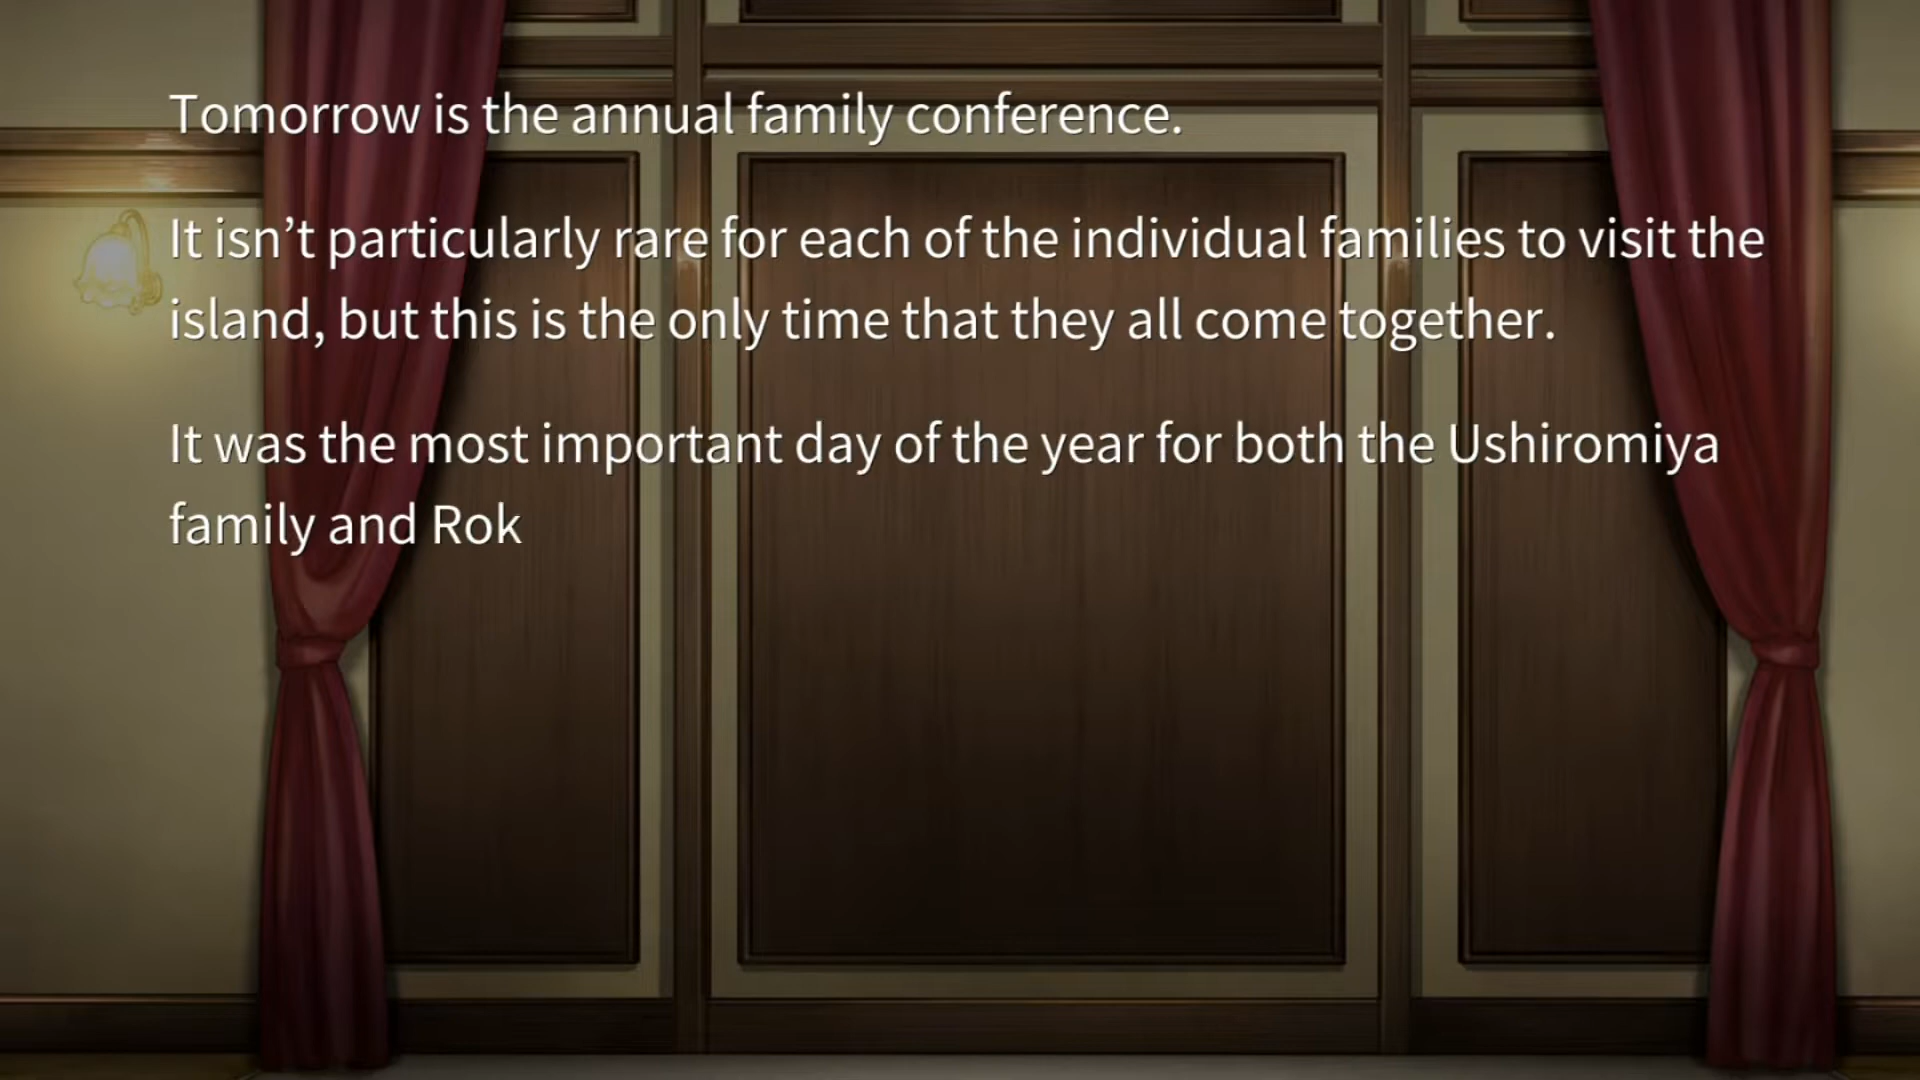 Tomorrow is the annual family conference.
It isn’t particularly rare for each of the individual families to visit the
island, but this is the only time that they all come together.
It was the most important day of the year for both the Ushiromiya
family and Rok